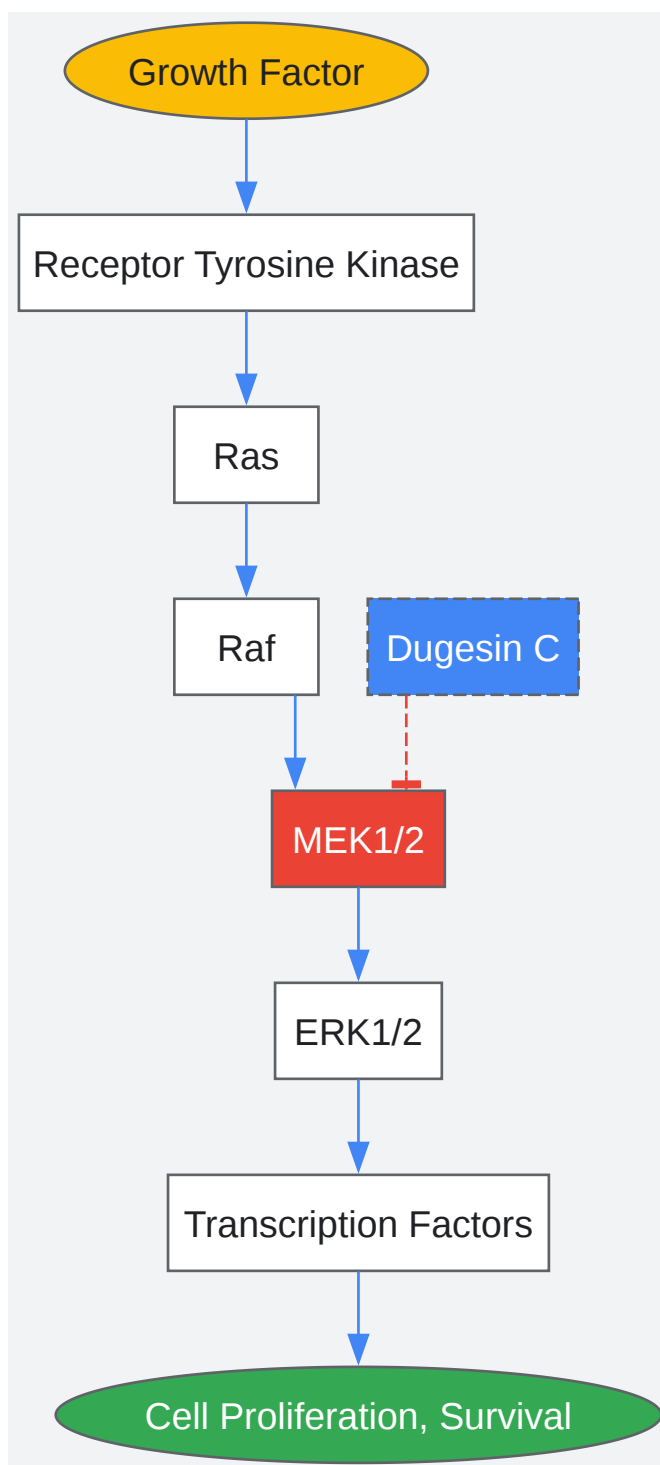 Growth Factor
Receptor Tyrosine Kinase
Ras
Raf
Dugesin C
MEK1/2
ERK1/2
Transcription Factors
Cell Proliferation, Survival